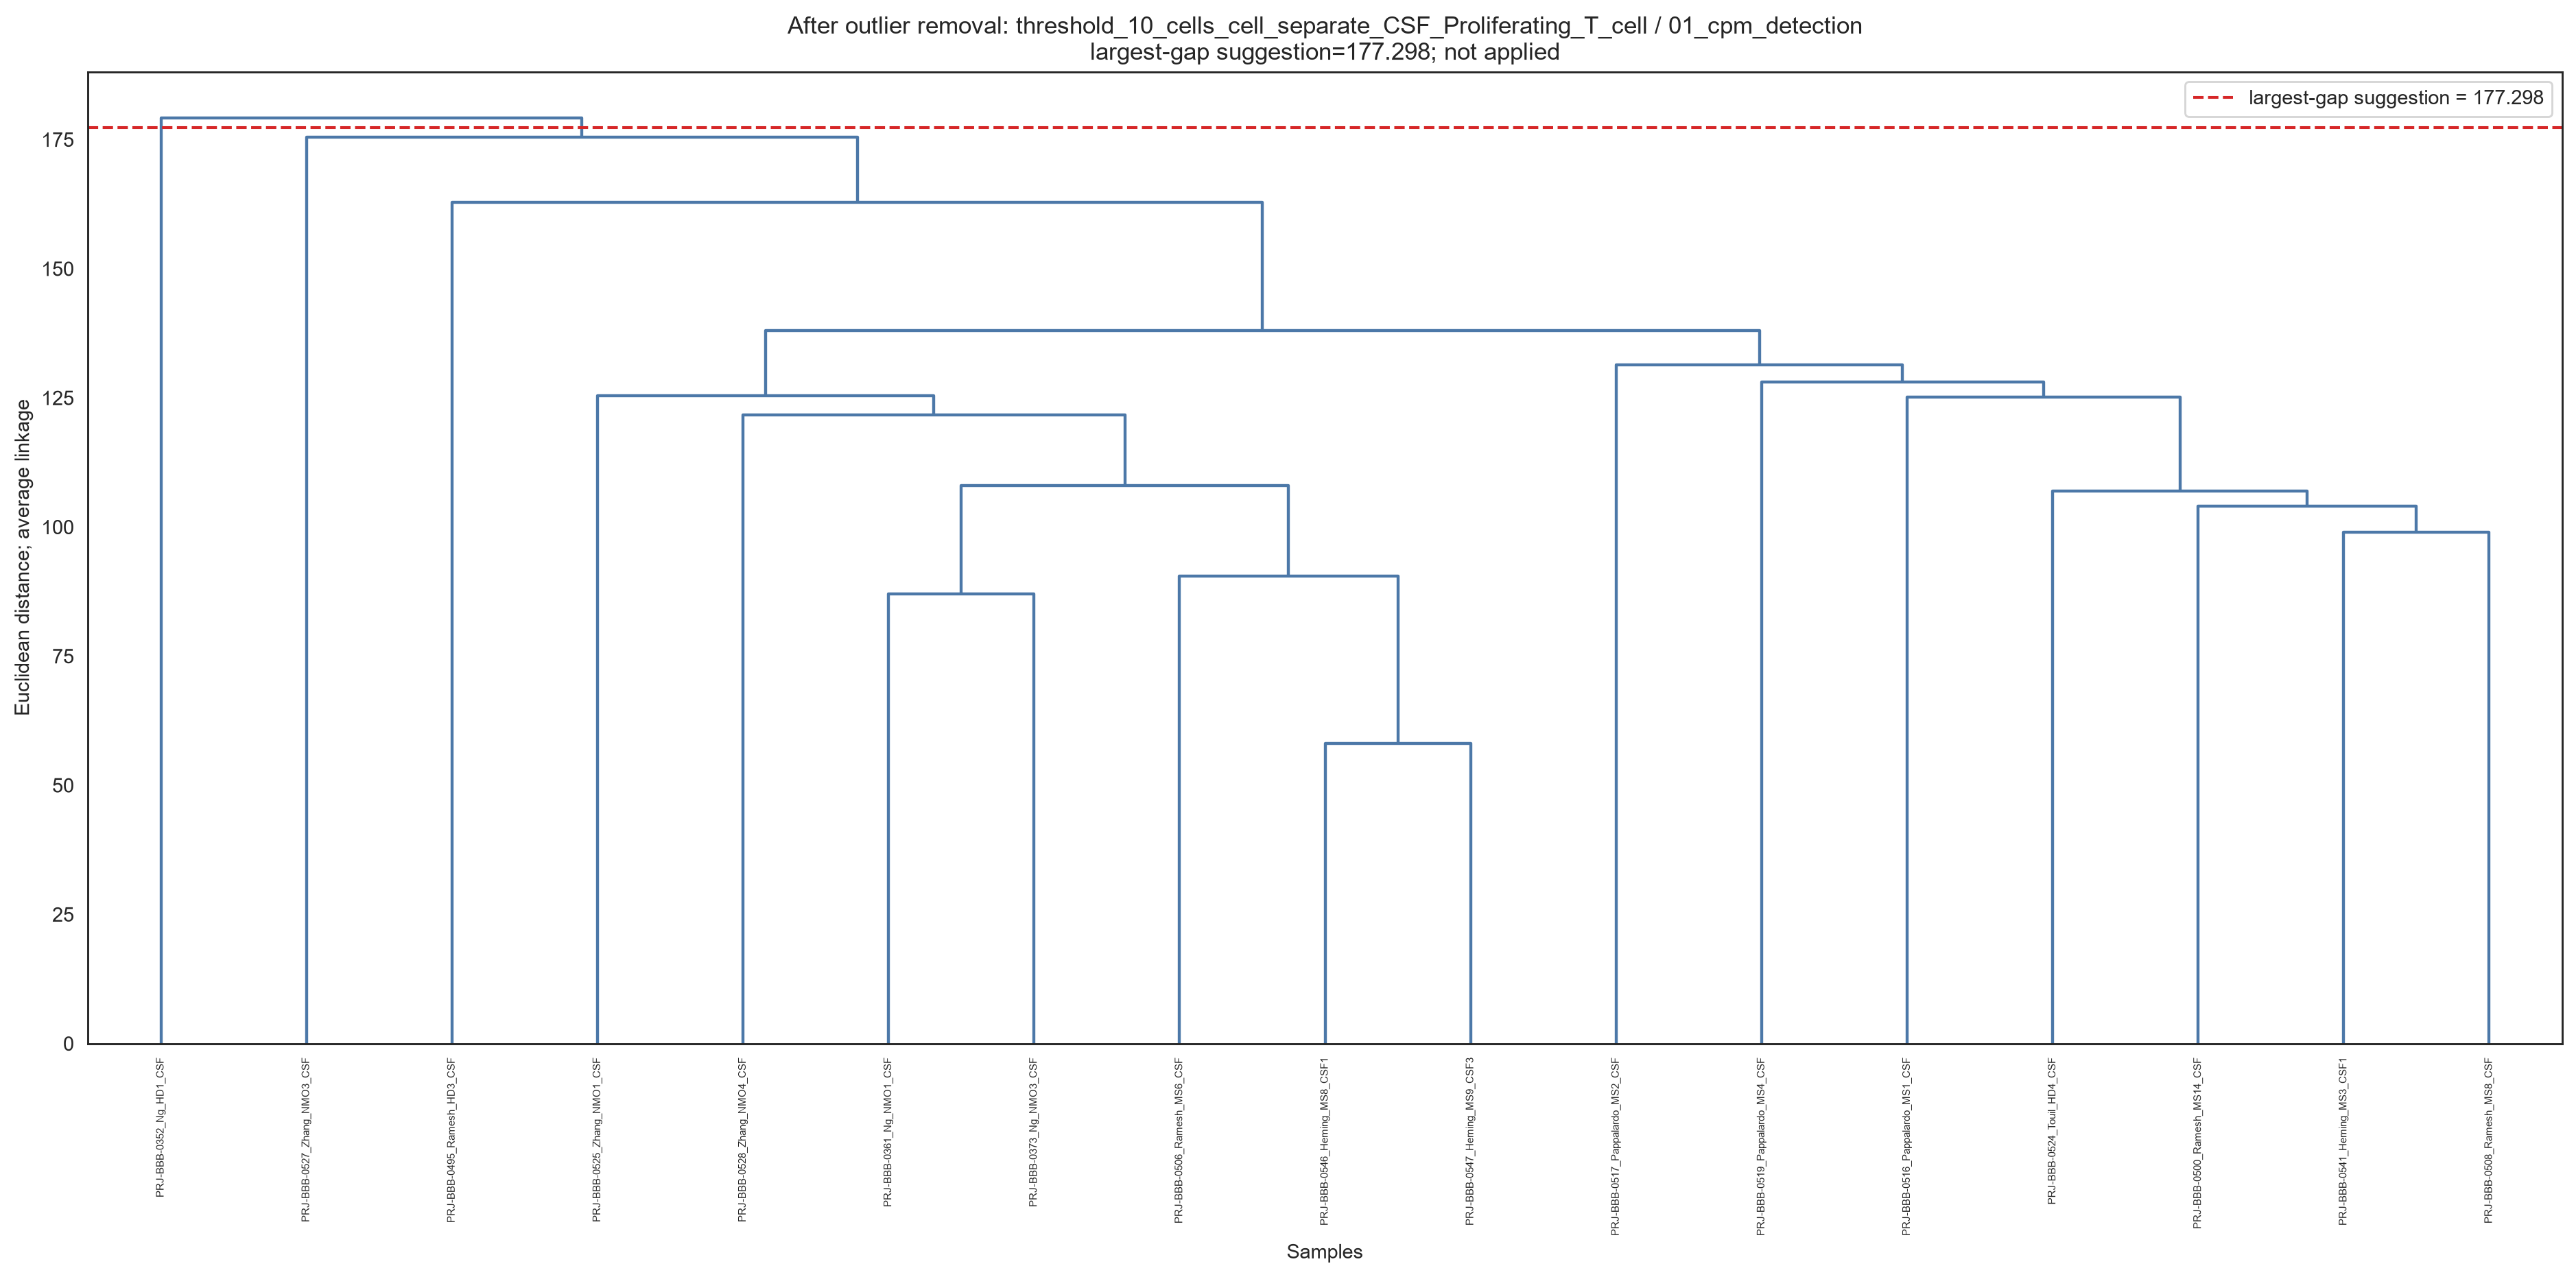 After outlier removal: threshold_10_cells_cell_separate_CSF_Proliferating_T_cell / 01_cpm_detection
largest-gap suggestion=177.298; not applied
largest-gap suggestion = 177.298
Euclidean distance; average linkage
175
150
125
100
75
50
25
0
PRJ-BBB-0352_Ng_HD1_CSF
PRJ-BBB-0527_Zhang_NMO3_CSF
PRJ-BBB-0495_Ramesh_HD3_CSF
PRJ-BBB-0525_Zhang_NMO1_CSF
PRJ-BBB-0528_Zhang_NMO4_CSF
PRJ-BBB-0361_Ng_NMO1_CSF
PRJ-BBB-0373_Ng_NMO3_CSF
PRJ-BBB-0506_Ramesh_MS6_CSF
PRJ-BBB-0546_Heming_MS8_CSF1
PRJ-BBB-0547_Heming_MS9_CSF3
PRJ-BBB-0517_Pappalardo_MS2_CSF
PRJ-BBB-0519_Pappalardo_MS4_CSF
PRJ-BBB-0516_Pappalardo_MS1_CSF
PRJ-BBB-0524_Touil_HD4_CSF
PRJ-BBB-0500_Ramesh_MS14_CSF
PRJ-BBB-0541_Heming_MS3_CSF1
PRJ-BBB-0508_Ramesh_MS8_CSF
Samples